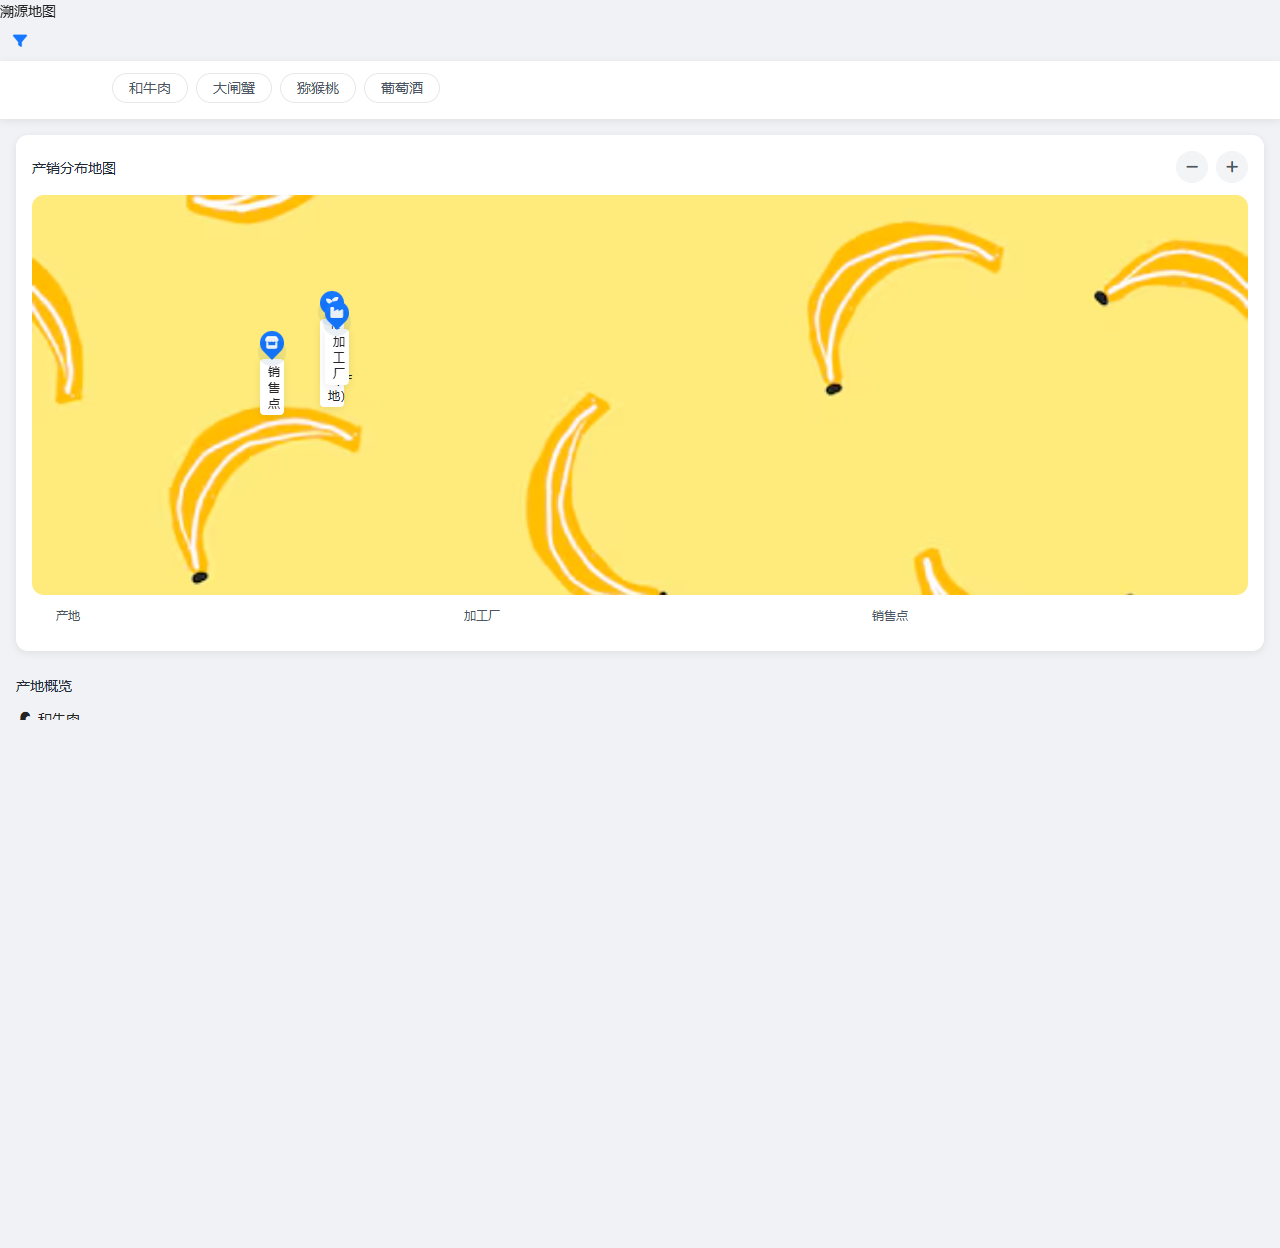 溯源地图
和牛肉
大闸蟹
猕猴桃
葡萄酒
产销分布地图
加
工
厂
地)
销
售
点
产地
加工厂
销售点
产地概览
和牛肉